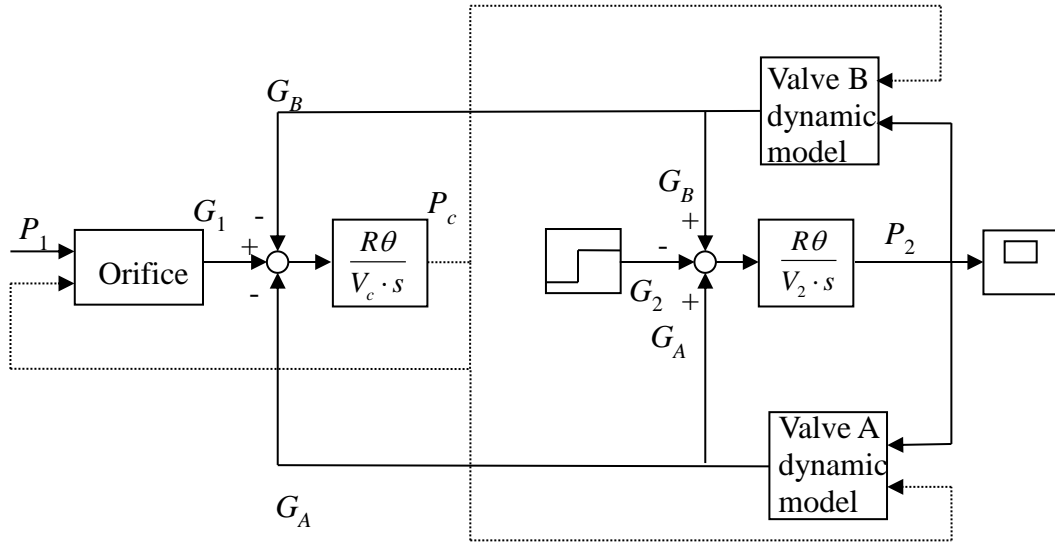 Valve B
dynamic
model
G_B
G_B
P_1
G_1
-
+
-
Orifice
Rθ
V_c · s
P_c
+
-
+
G_2
G_A
Rθ
V_2 · s
P_2
Valve A
dynamic
model
G_A